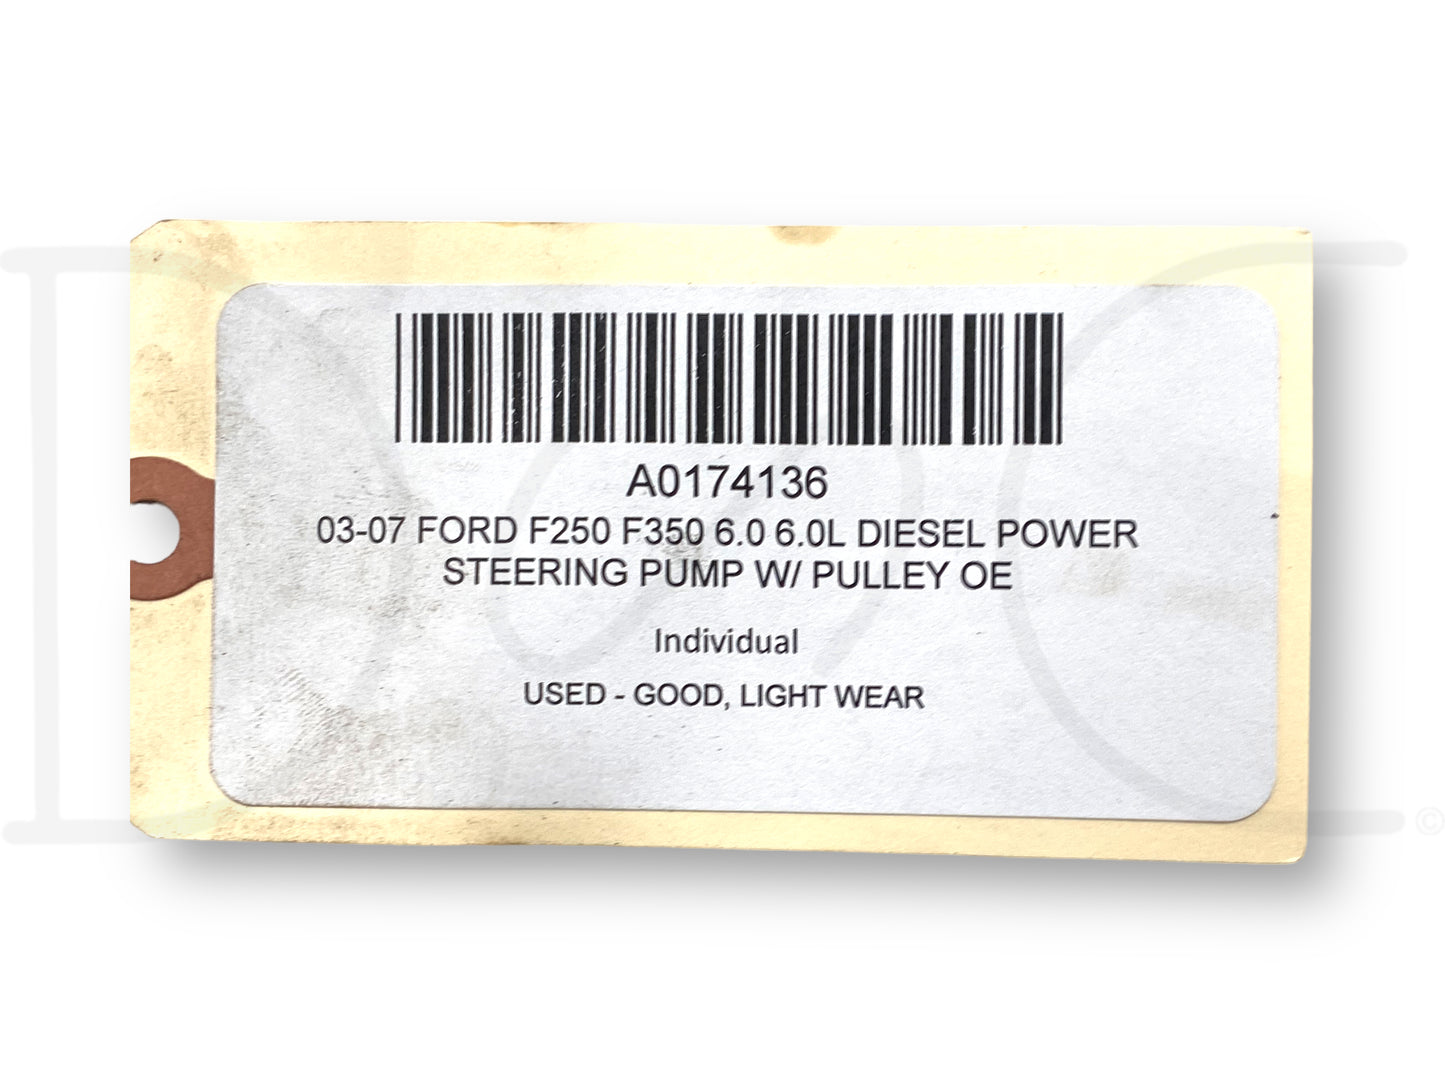 A0174136
03-07 FORD F250 F350 6.0 6.0L DIESEL POWER
STEERING PUMP W/ PULLEY OE
Individual
USED - GOOD, LIGHT WEAR
©